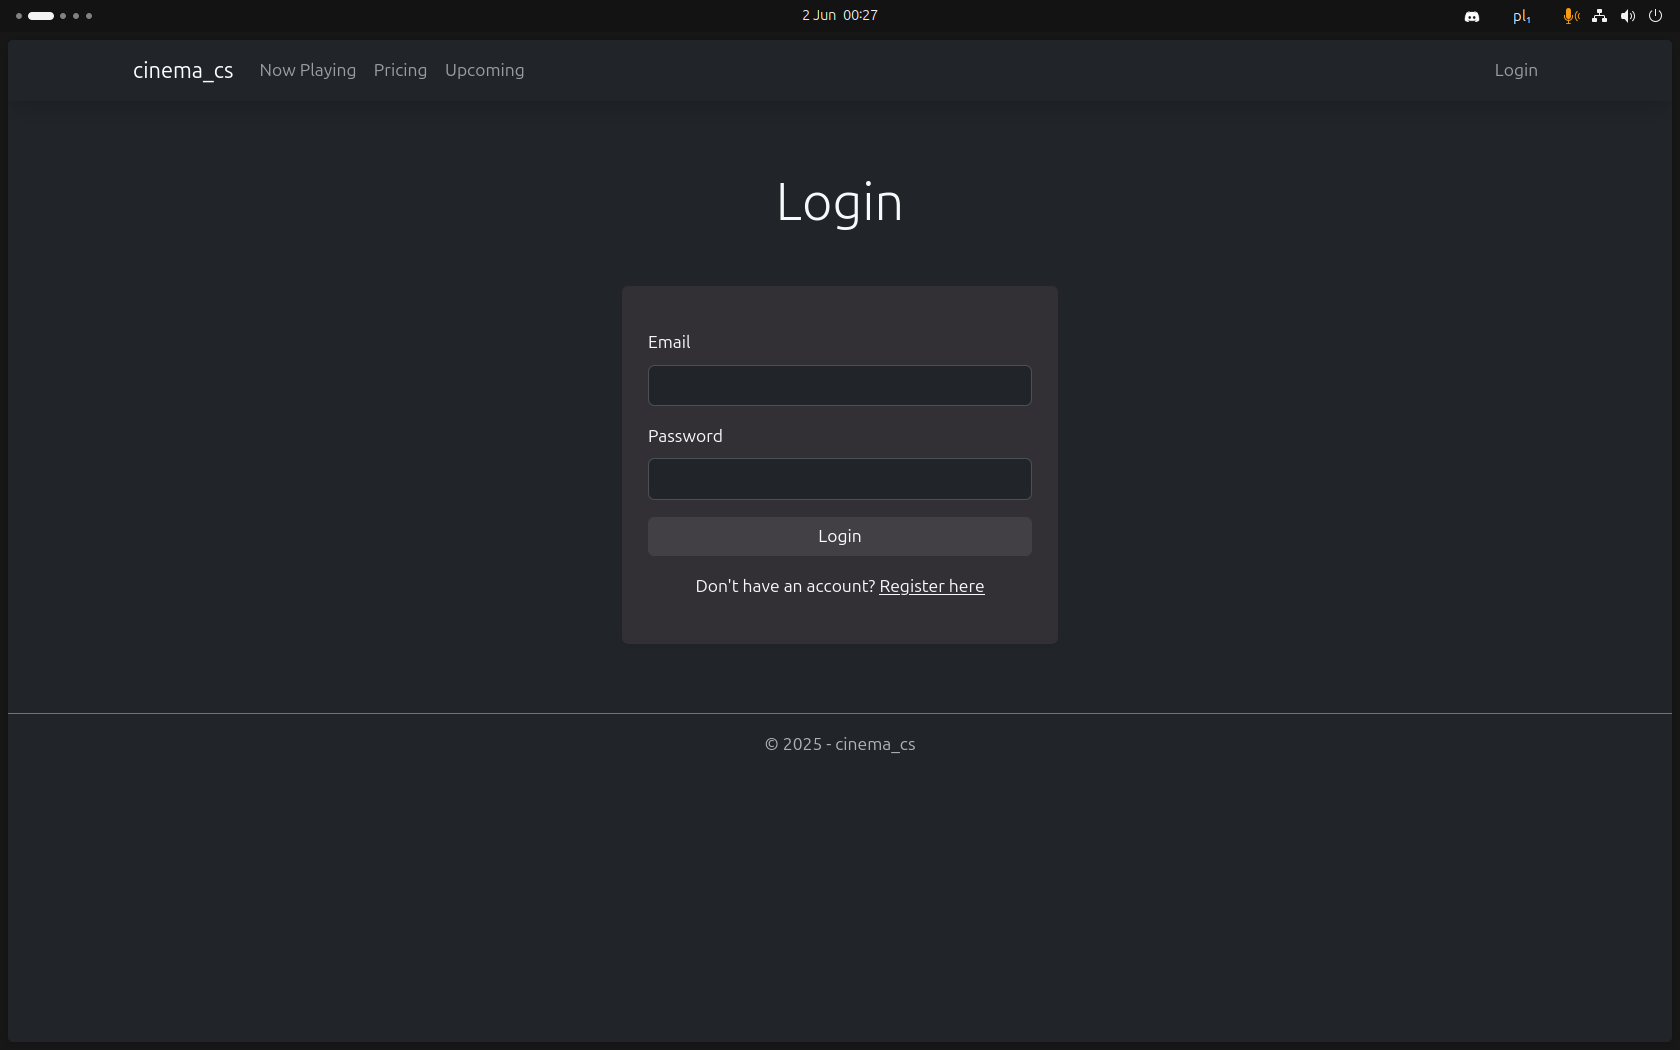 2 Jun 00:27
pl₁
cinema_cs Now Playing Pricing Upcoming Login
Login
Email
Password
Login
Don't have an account? Register here
© 2025 - cinema_cs